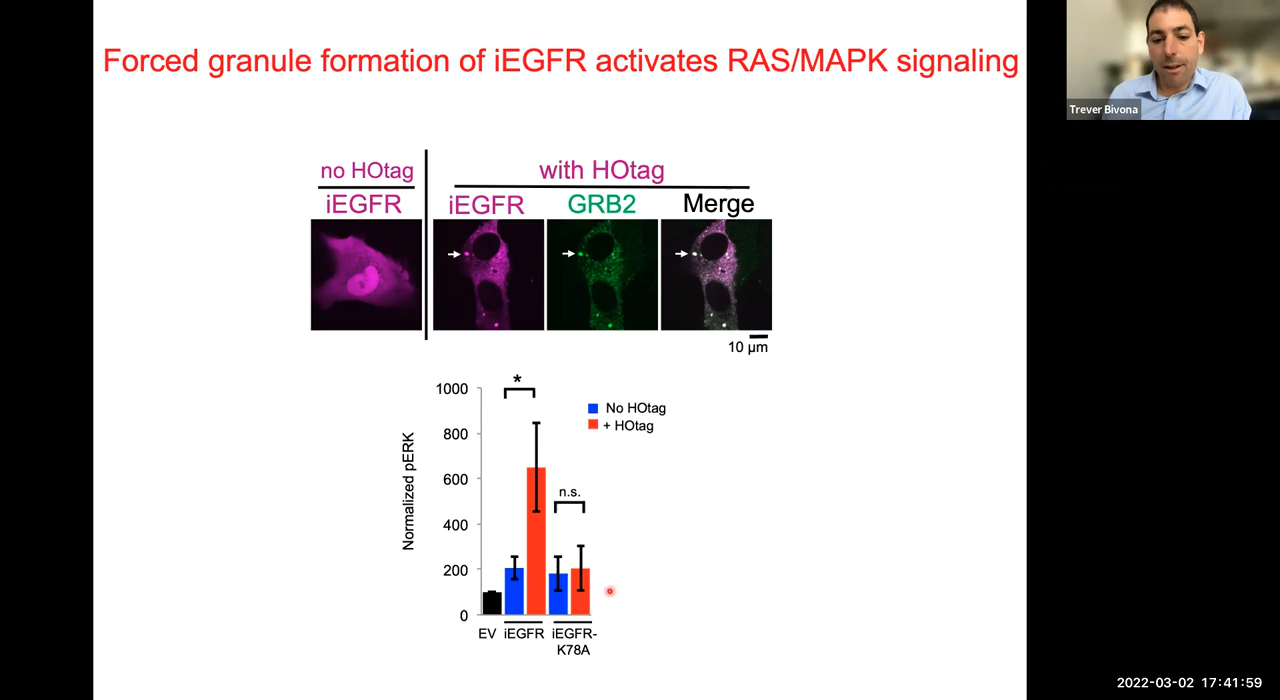 Forced granule formation of iEGFR activates RAS/MAPK signaling
Trever Bivona
no HOtag
with HOtag
iEGFR
iEGFR
GRB2
Merge
10 µm
1000
800
600
400
200
0
Normalized pERK
*
n.s.
No HOtag
+ HOtag
EV
iEGFR
iEGFR-
K78A
2022-03-02 17:41:59